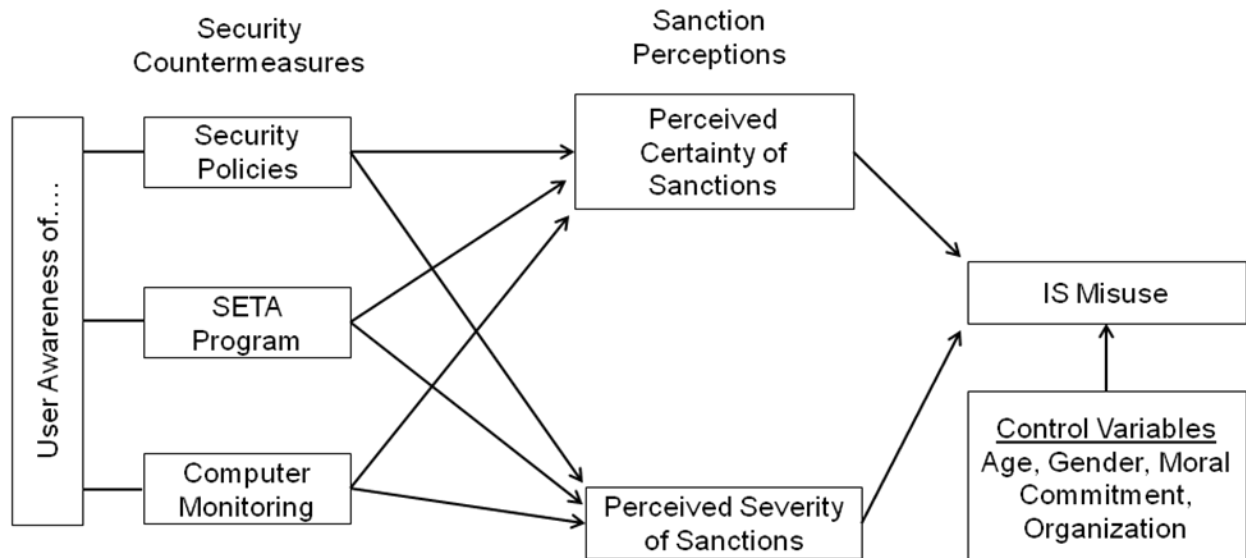 Security
Countermeasures
Sanction
Perceptions
User Awareness of....
Security
Policies
SETA
Program
Computer
Monitoring
Perceived
Certainty of
Sanctions
Perceived Severity
of Sanctions
IS Misuse
Control Variables
Age, Gender, Moral
Commitment,
Organization